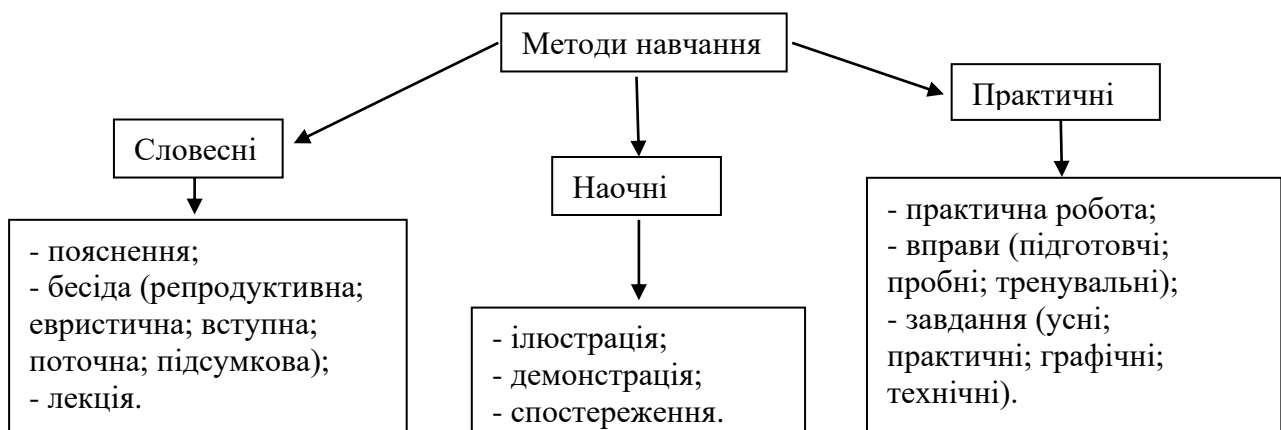 Методи навчання
Словесні
- пояснення;
- бесіда (репродуктивна;
евристична; вступна;
поточна; підсумкова);
- лекція.
Наочні
- ілюстрація;
- демонстрація;
- спостереження.
Практичні
- практична робота;
- вправи (підготовчі;
пробні; тренувальні);
- завдання (усні;
практичні; графічні;
технічні).